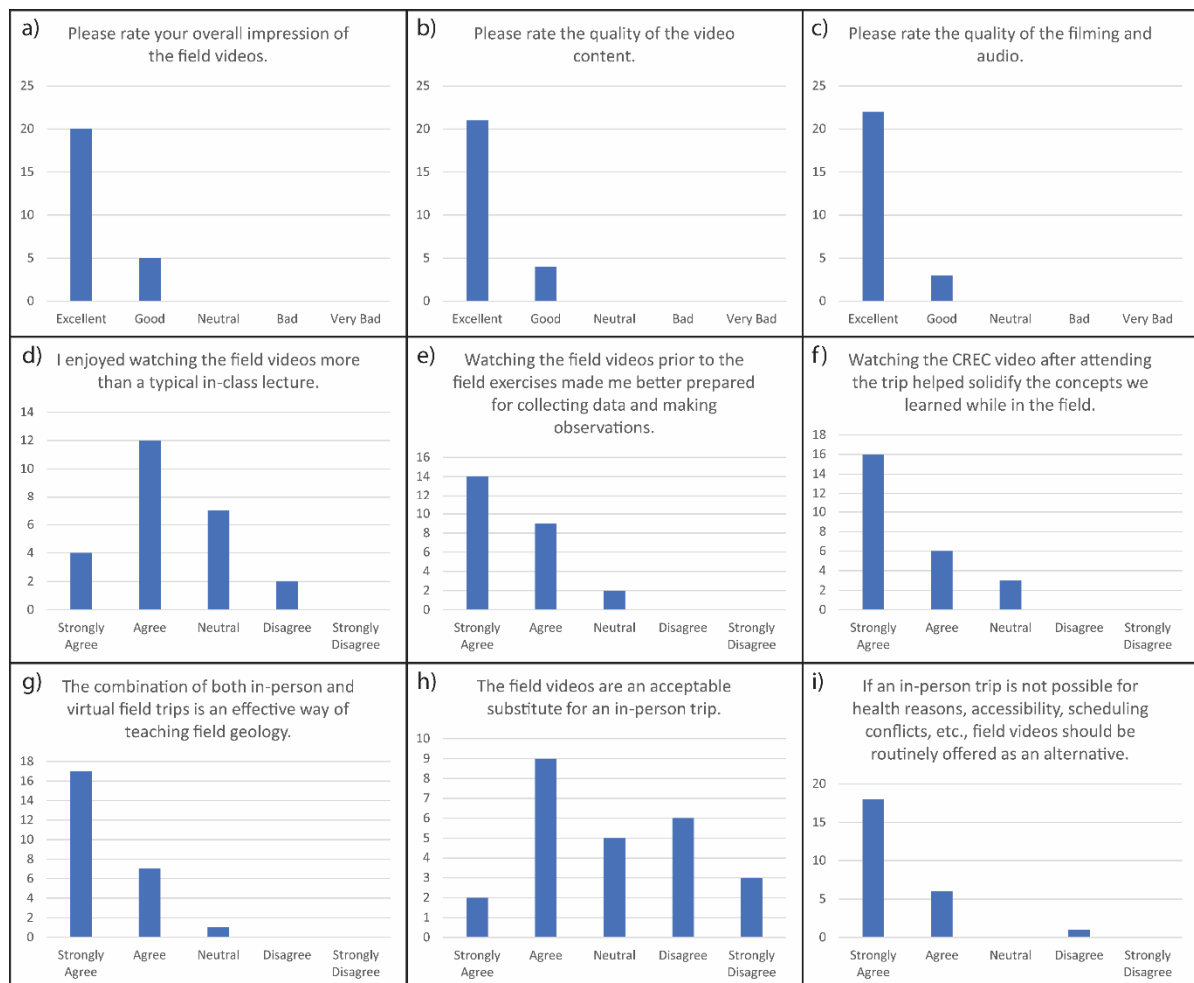 a) Please rate your overall impression of
the field videos.
25
20
15
10
5
0
Excellent Good Neutral Bad Very Bad
b) Please rate the quality of the video
content.
25
20
15
10
5
0
Excellent Good Neutral Bad Very Bad
c) Please rate the quality of the filming and
audio.
25
20
15
10
5
0
Excellent Good Neutral Bad Very Bad
d) I enjoyed watching the field videos more
than a typical in-class lecture.
14
12
10
8
6
4
2
0
Strongly Agree Neutral Disagree Strongly
Agree Disagree
e) Watching the field videos prior to the
field exercises made me better prepared
for collecting data and making
observations.
16
14
12
10
8
6
4
2
0
Strongly Agree Neutral Disagree Strongly
Agree Disagree
f) Watching the CREC video after attending
the trip helped solidify the concepts we
learned while in the field.
18
16
14
12
10
8
6
4
2
0
Strongly Agree Neutral Disagree Strongly
Agree Disagree
g) The combination of both in-person and
virtual field trips is an effective way of
teaching field geology.
18
16
14
12
10
8
6
4
2
0
Strongly Agree Neutral Disagree Strongly
Agree Disagree
h) The field videos are an acceptable
substitute for an in-person trip.
10
9
8
7
6
5
4
3
2
1
0
Strongly Agree Neutral Disagree Strongly
Agree Disagree
i) If an in-person trip is not possible for
health reasons, accessibility, scheduling
conflicts, etc., field videos should be
routinely offered as an alternative.
20
15
10
5
0
Strongly Agree Neutral Disagree Strongly
Agree Disagree